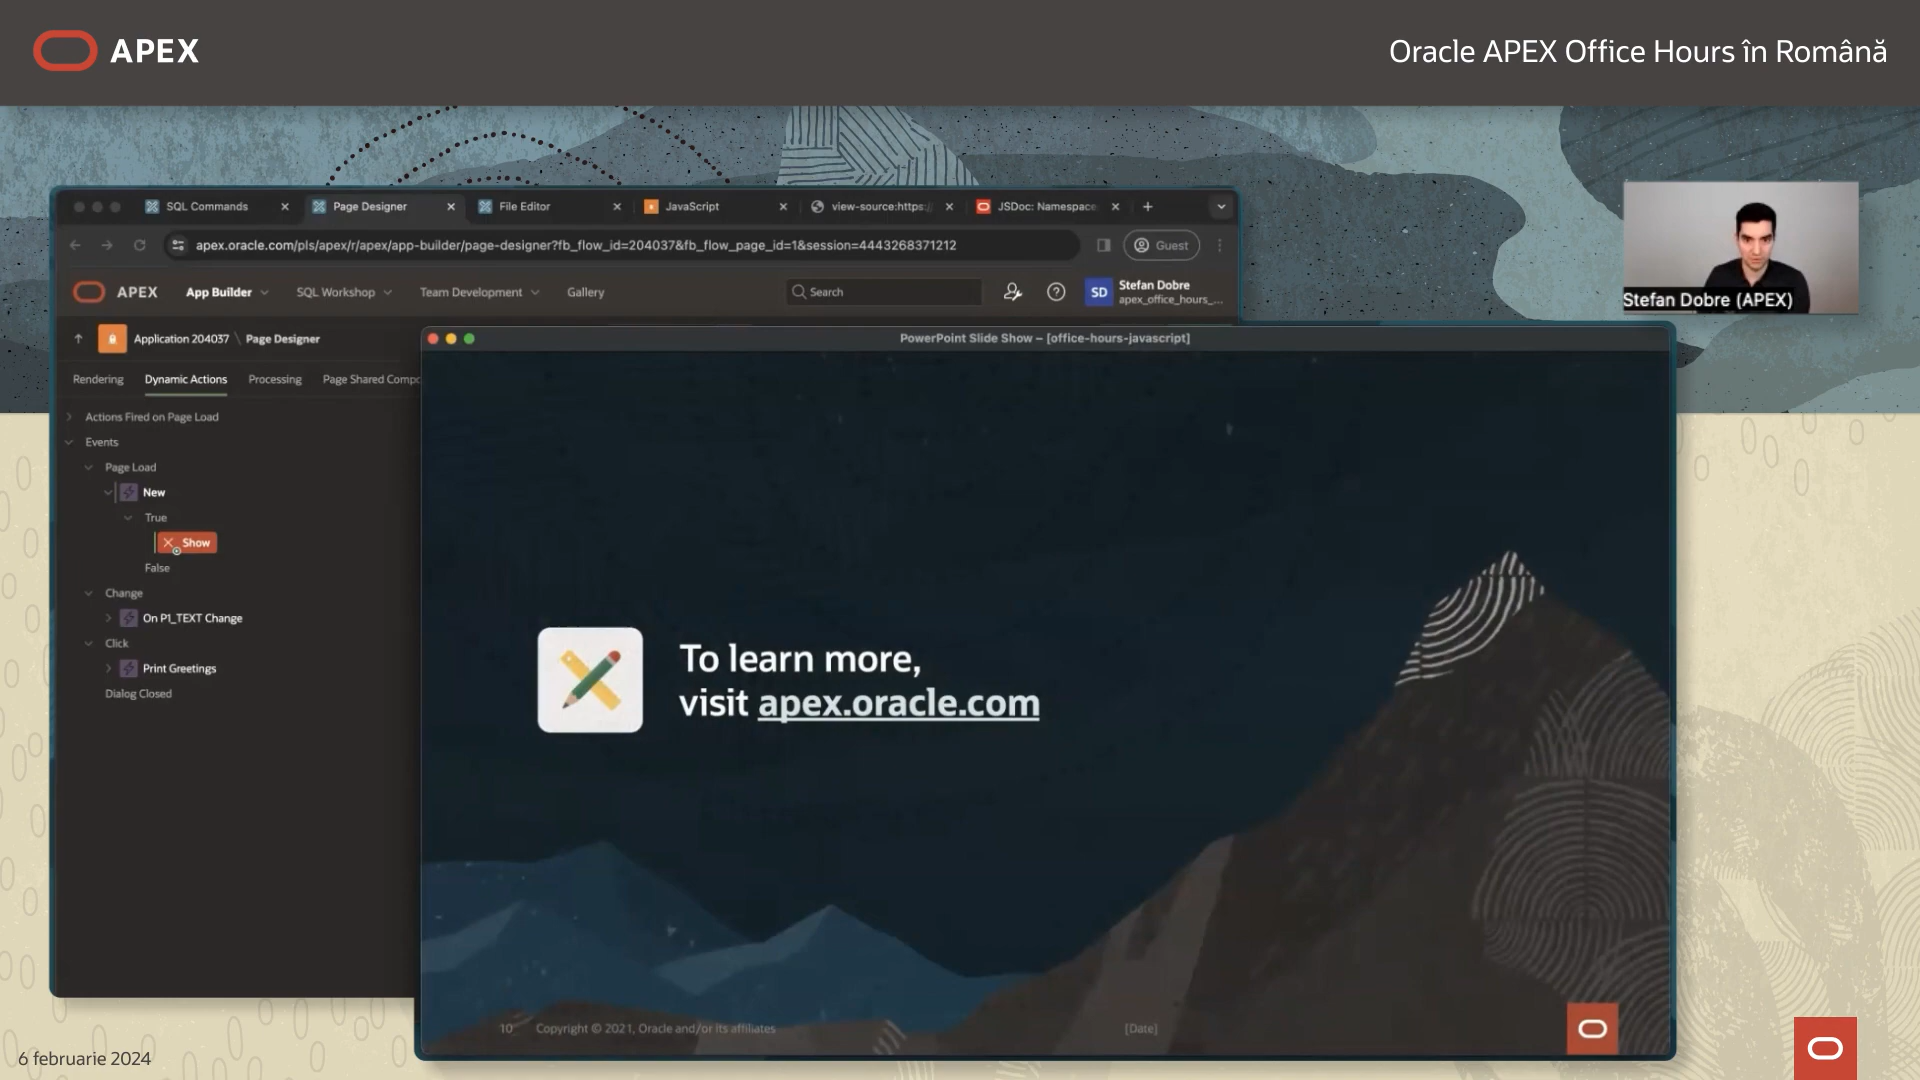 APEX
Oracle APEX Office Hours în Română
SQL Commands
Page Designer
File Editor
JavaScript
view-source:https:/
JSDoc: Namespace
apex.oracle.com/pls/apex/r/apex/app-builder/page-designer?fb_flow_id=204037&fb_flow_page_id=1&session=4443268371212
Guest
APEX
App Builder
SQL Workshop
Team Development
Gallery
Search
SD
Stefan Dobre
apex_office_hours_...
Stefan Dobre (APEX)
Application 204037 \ Page Designer
PowerPoint Slide Show – [office-hours-javascript]
Rendering
Dynamic Actions
Processing
Page Shared Compo
Actions Fired on Page Load
Events
Page Load
New
True
Show
False
Change
On P1_TEXT Change
Click
Print Greetings
Dialog Closed
To learn more,
visit apex.oracle.com
10
Copyright © 2021, Oracle and/or its affiliates
[Date]
6 februarie 2024